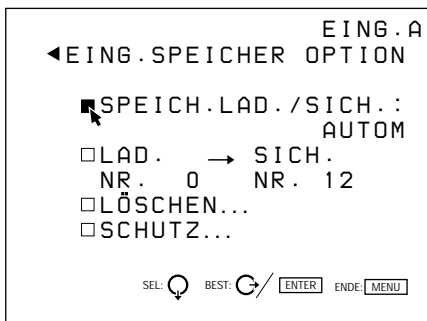 EING.A
◄EING.SPEICHER OPTION
■SPEICH.LAD./SICH.:
AUTOM
□LAD. → SICH.
NR. 0 NR. 12
□LÖSCHEN...
□SCHUTZ...
SEL: BEST: / ENTER ENDE: MENU